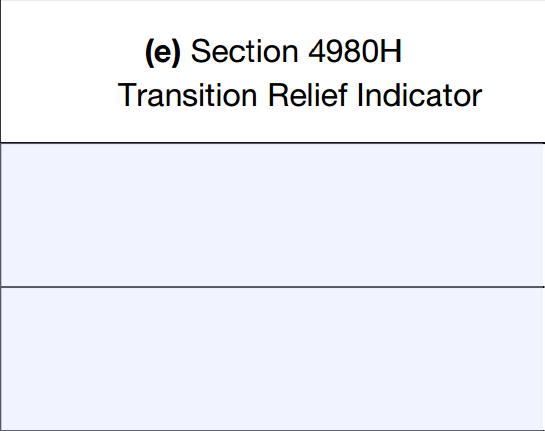 (e) Section 4980H
Transition Relief Indicator